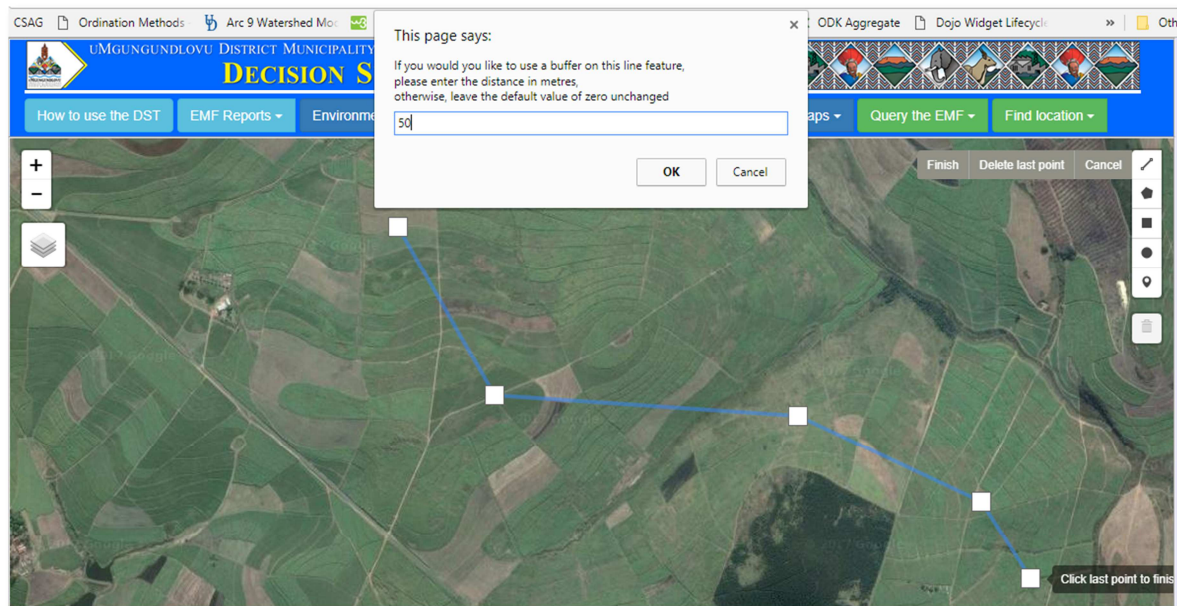 CSAG Ordination Methods Arc 9 Watershed Mo ODK Aggregate Dojo Widget Lifecycl » Oth
This page says: ×
If you would you like to use a buffer on this line feature,
please enter the distance in metres,
otherwise, leave the default value of zero unchanged
50
OK Cancel
UMGUNGUNDLOVU DISTRICT MUNICIPALITY
DECISION S
How to use the DST EMF Reports Environme aps Query the EMF Find location
+
−
Finish Delete last point Cancel
Click last point to finis